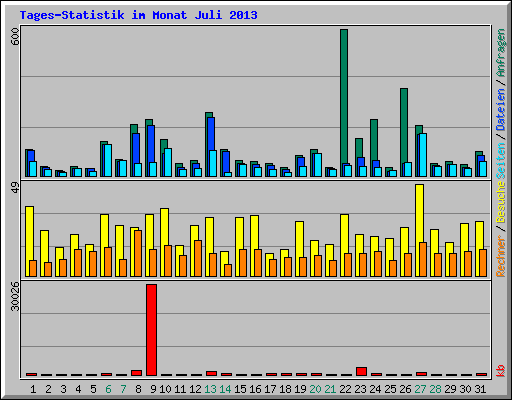 Tages-Statistik im Monat Juli 2013
600
Rechner / Besuche Seiten / Dateien / Anfragen
49
30026
kb
1 2 3 4 5 6 7 8 9 10 11 12 13 14 15 16 17 18 19 20 21 22 23 24 25 26 27 28 29 30 31